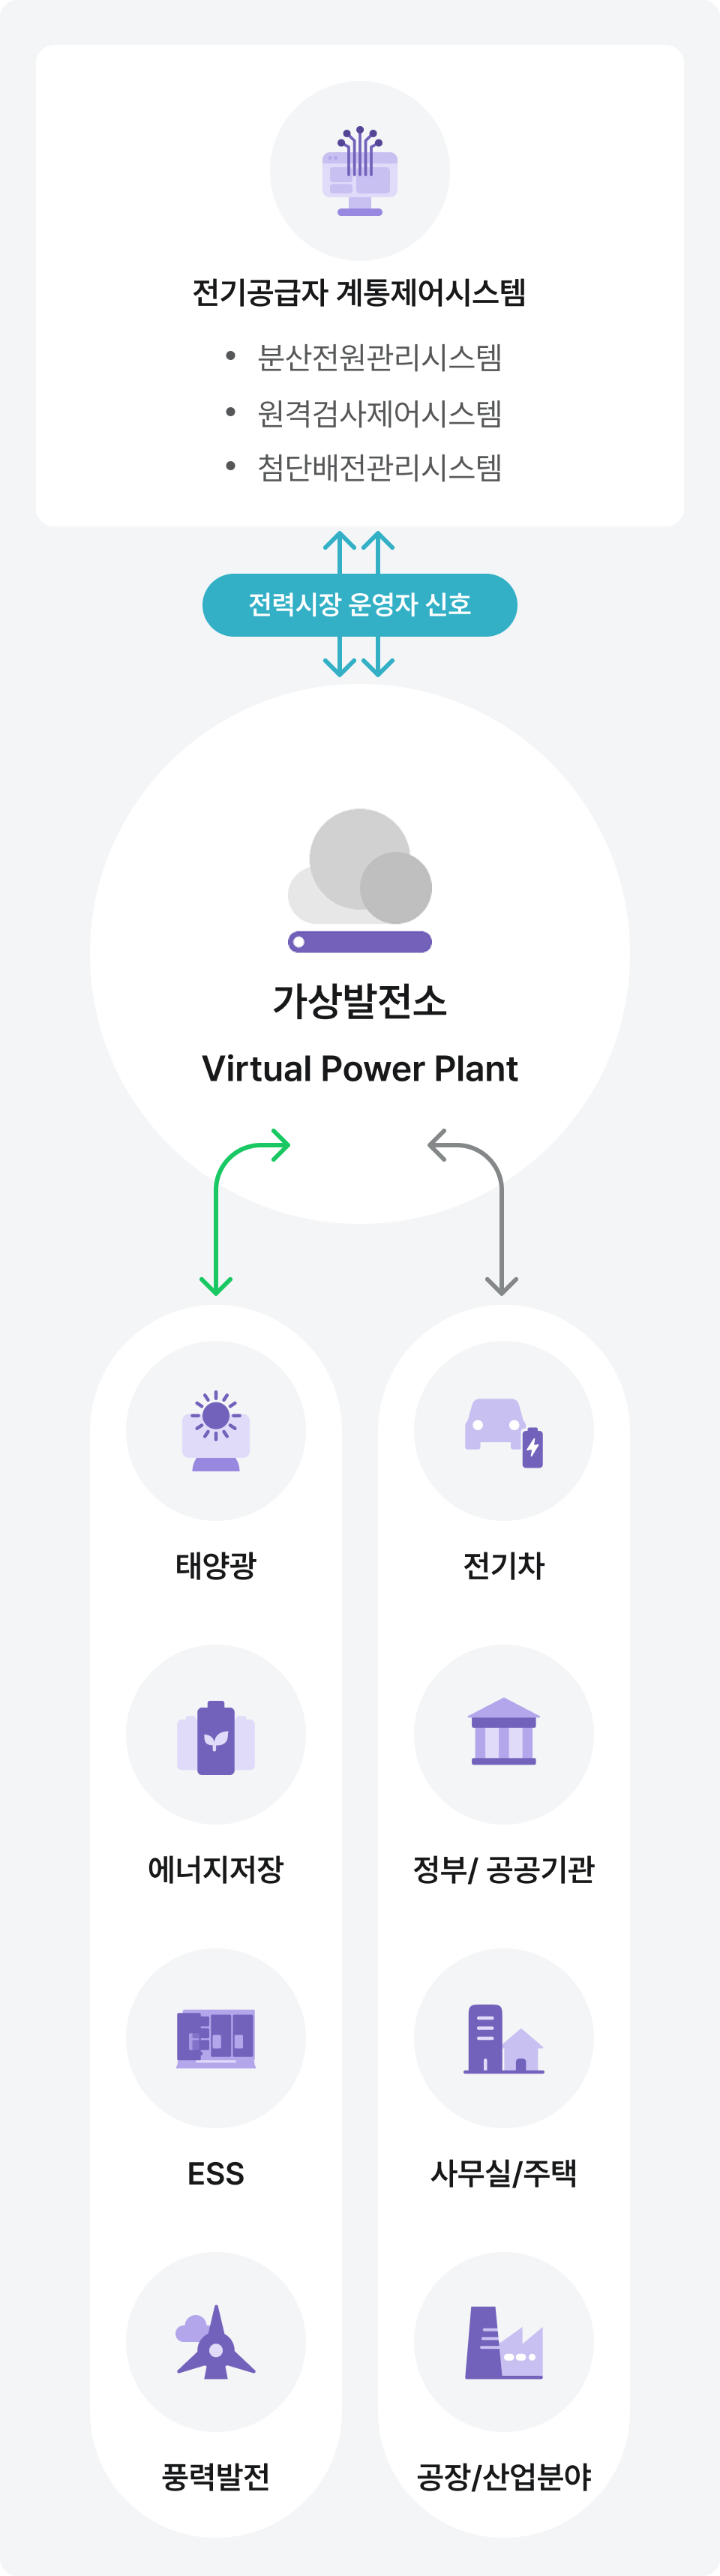 전기공급자 계통제어시스템
• 분산전원관리시스템
• 원격검사제어시스템
• 첨단배전관리시스템
전력시장 운영자 신호
가상발전소
Virtual Power Plant
태양광
전기차
에너지저장
정부/ 공공기관
ESS
사무실/주택
풍력발전
공장/산업분야